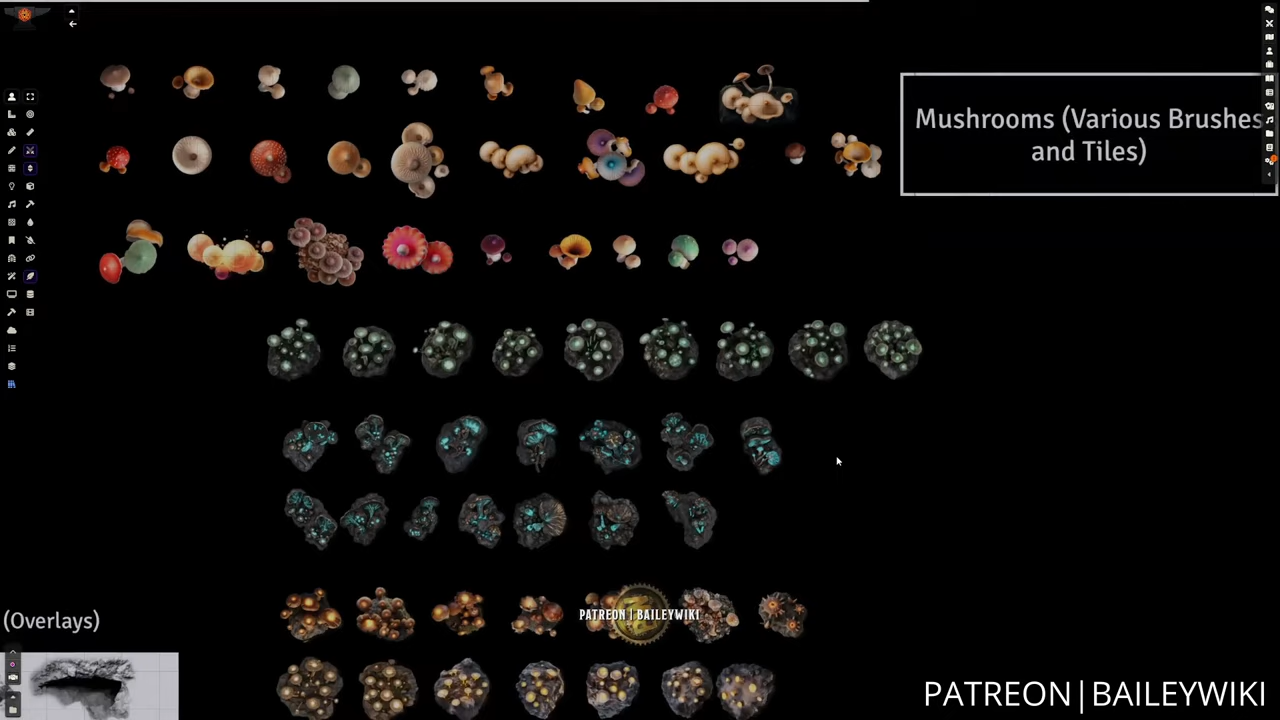 Mushrooms (Various Brushes
and Tiles)
(Overlays)
PATREON | BAILEYWIKI
PATREON|BAILEYWIKI